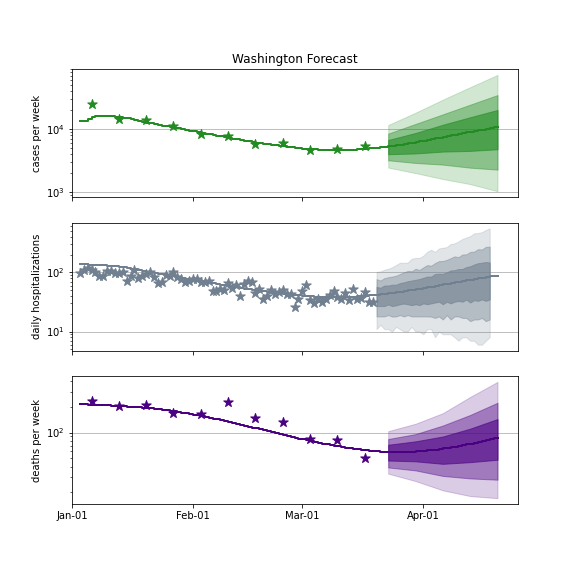 Washington Forecast
cases per week
10⁴
10³
daily hospitalizations
10²
10¹
deaths per week
10²
Jan-01 Feb-01 Mar-01 Apr-01